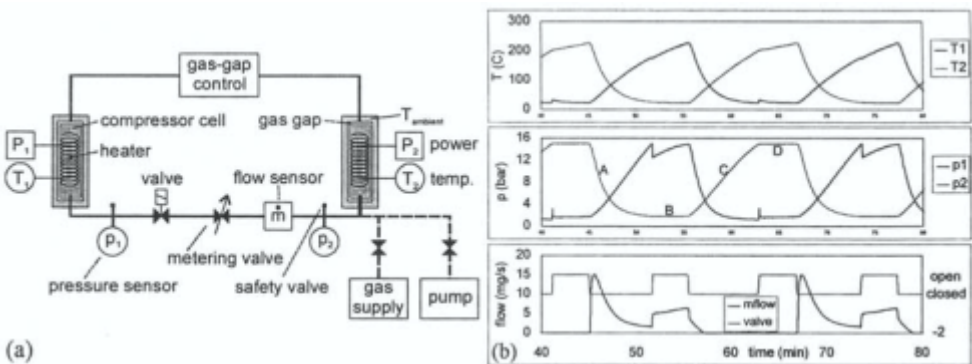 gas-gap
control
compressor cell
gas gap
T ambient
P1
heater
P2
power
T1
valve
flow sensor
T2
temp.
ṁ
p1
p2
metering valve
pressure sensor
safety valve
gas
supply
pump
(a)
T (C)
300
200
100
0
T1
T2
p (bar)
16
12
8
4
0
A
B
C
D
p1
p2
flow (mg/s)
20
15
10
5
0
mflow
valve
open
closed
-2
40
50
60
time (min)
70
80
(b)